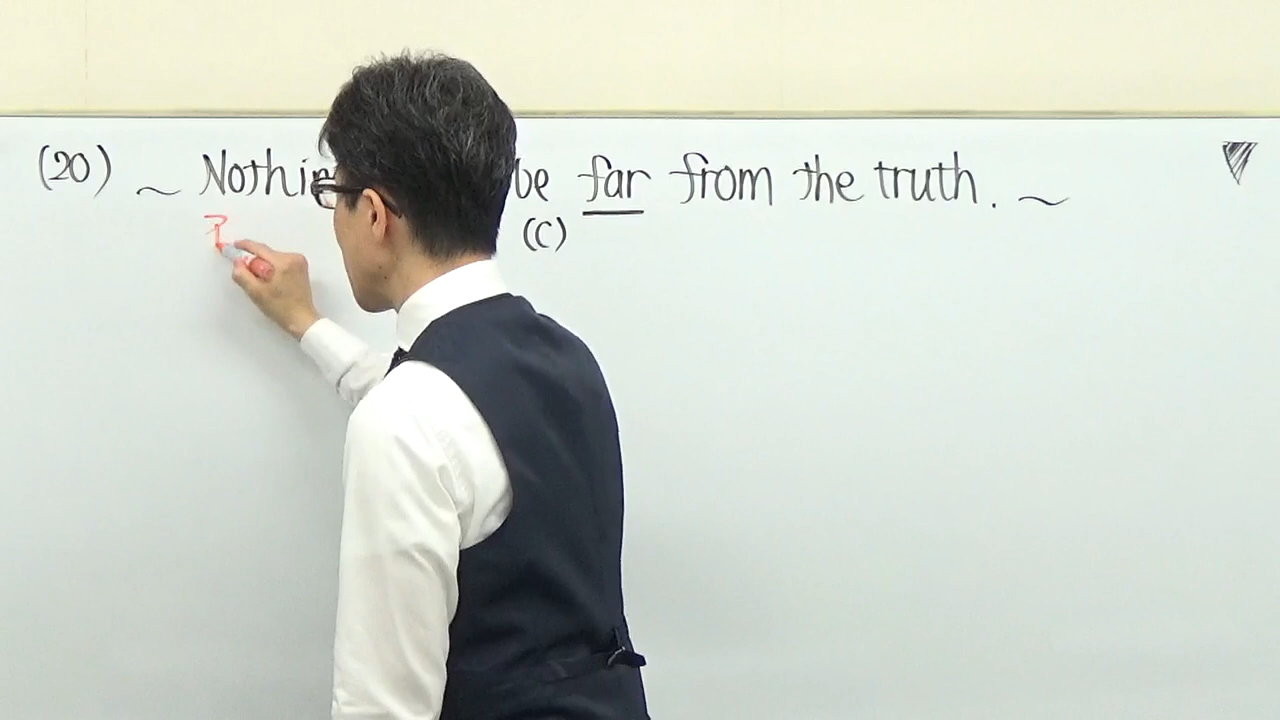 (20) ~ be far from the truth. ~
(C)